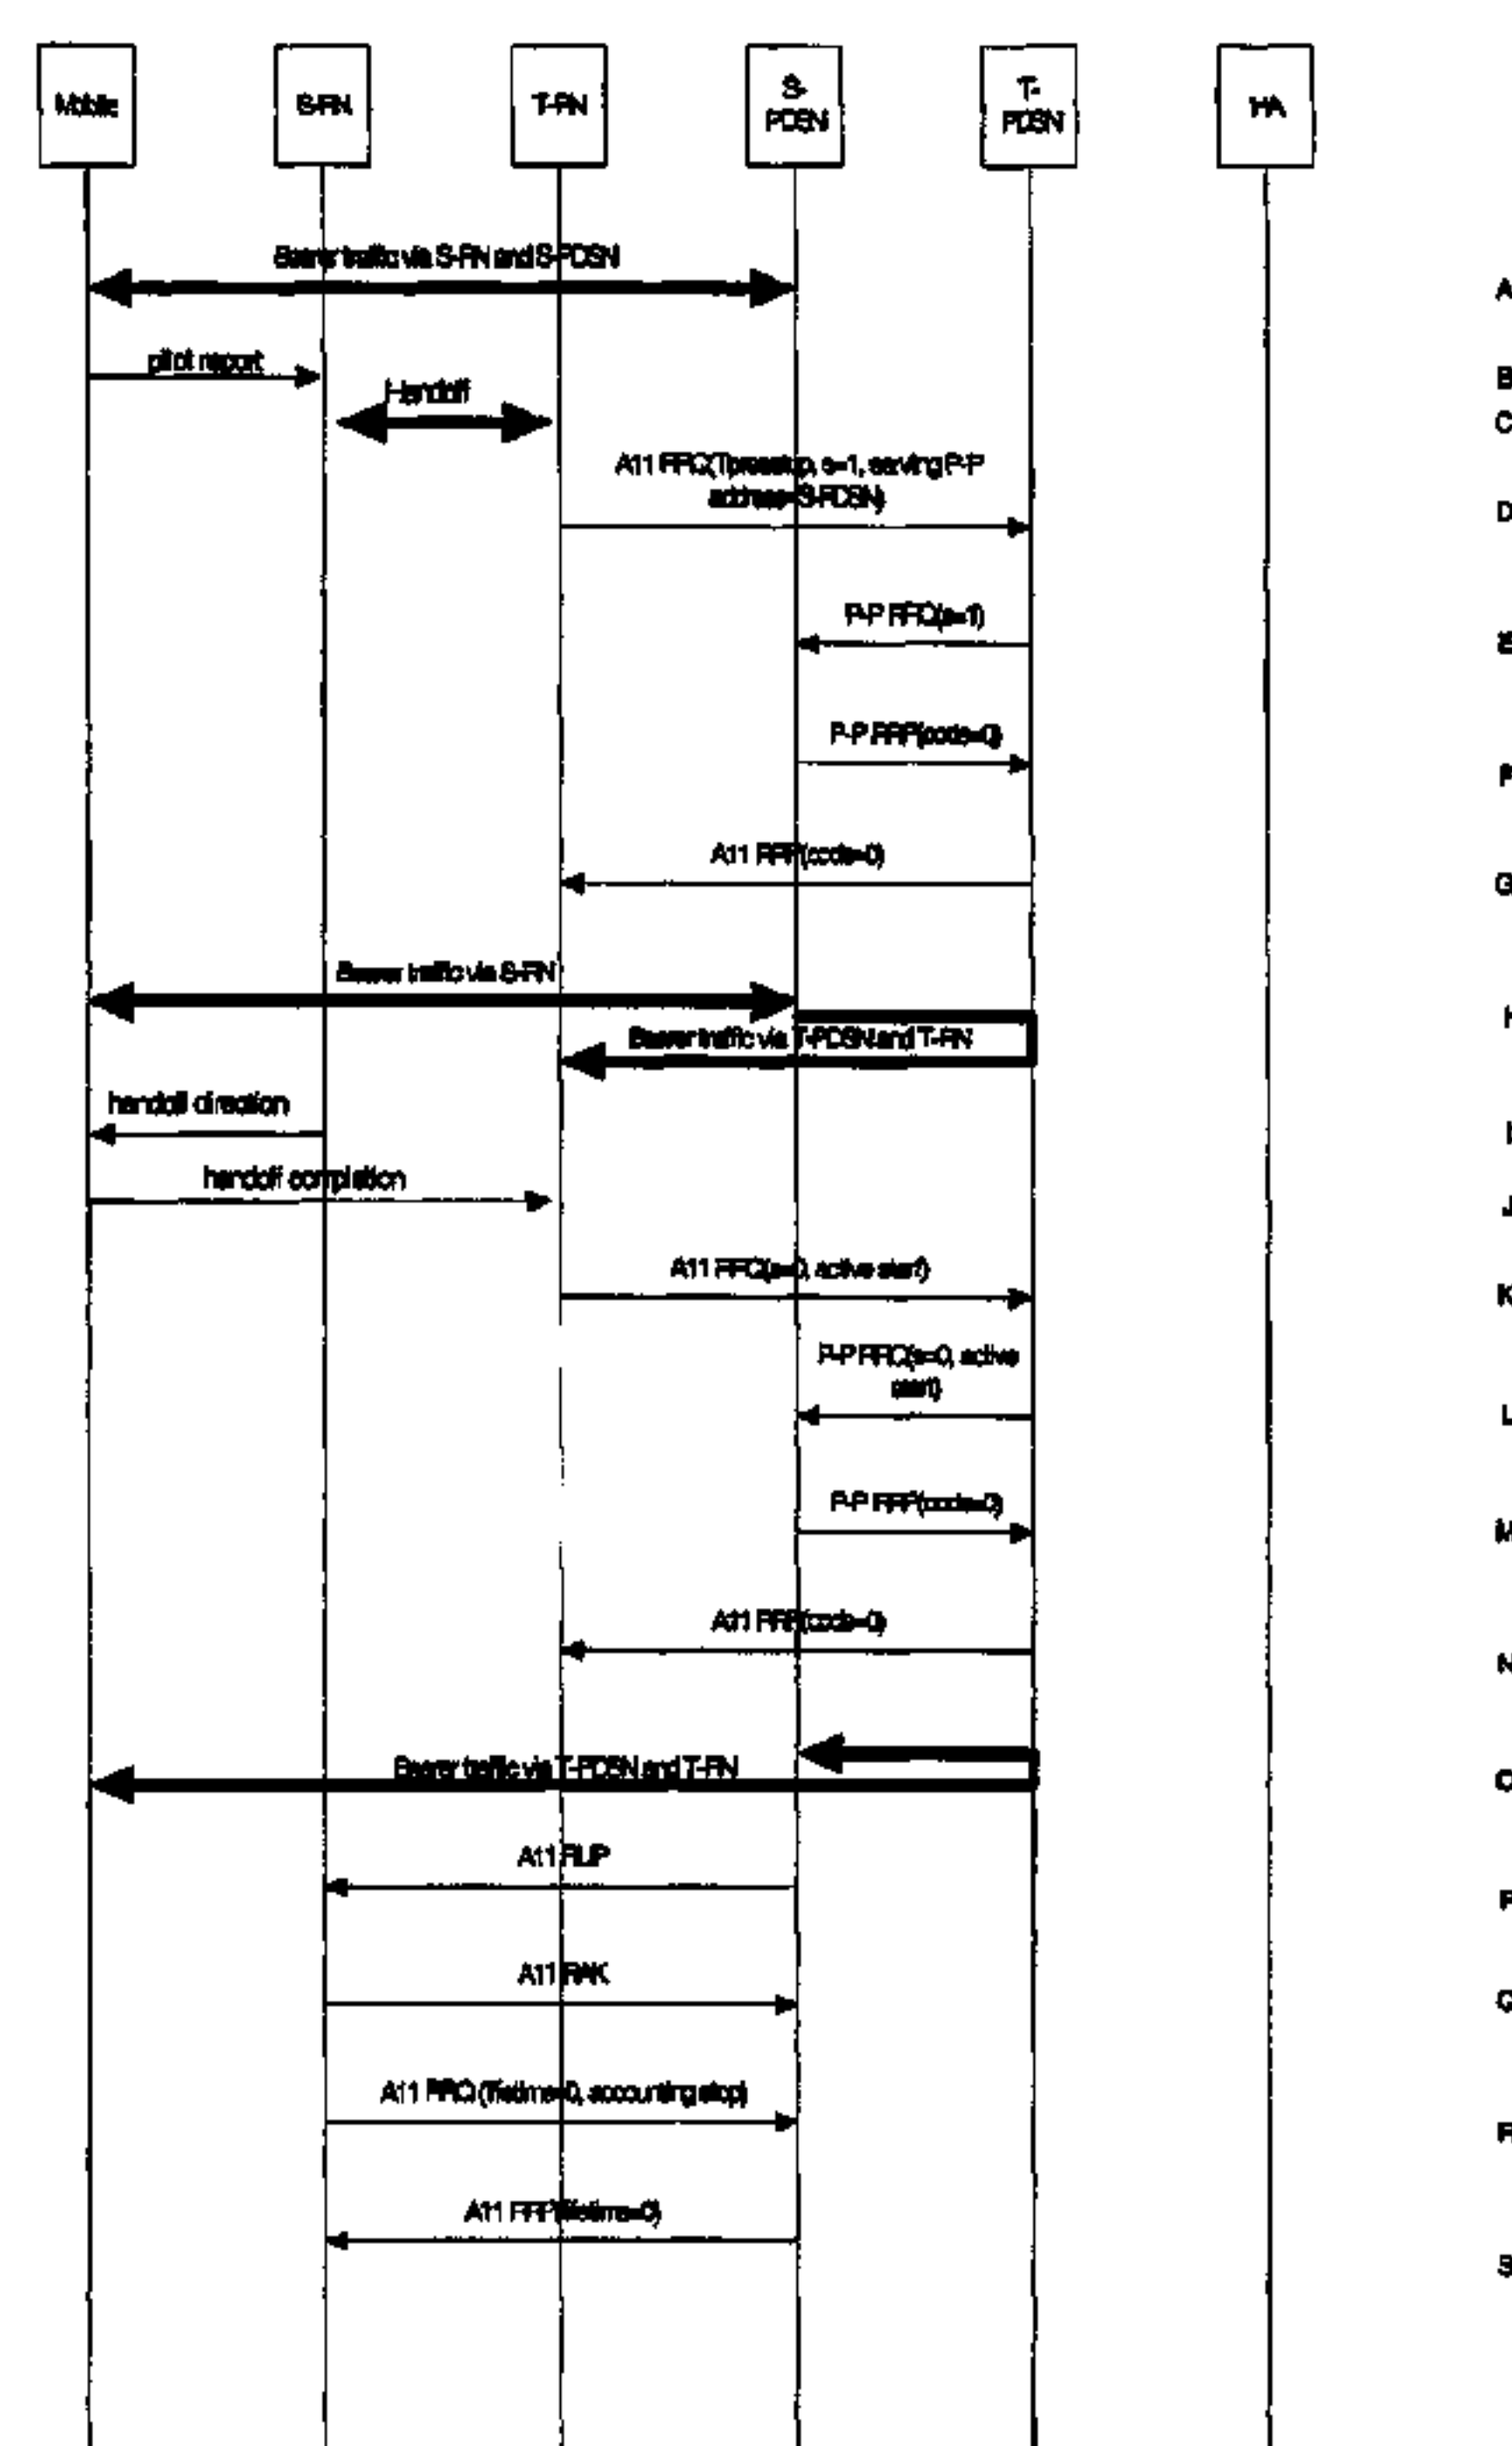 Mobile
S-RN
T-RN
S-
PDSN
T-
PDSN
HA
Bearer traffic via S-RN and S-PDSN
A
pilot report
B
Handoff
C
A11 RRQ(Tpresetup, s=1, serving P-P
address=S-PDSN)
D
P-P RRQ(s=1)
E
P-P RRP(code=0)
F
A11 RRP(code=0)
G
Bearer traffic via S-RN
H
Bearer traffic via T-PDSN and T-RN
handoff direction
I
handoff completion
J
A11 RRQ(s=0, active start)
K
P-P RRQ(s=0, active
start)
L
P-P RRP(code=0)
M
A11 RRP(code=0)
N
Bearer traffic via T-PDSN and T-RN
O
A11 RUP
P
A11 RAK
Q
A11 RRQ (lifetime=0, accounting stop)
R
A11 RRP(lifetime=0)
S